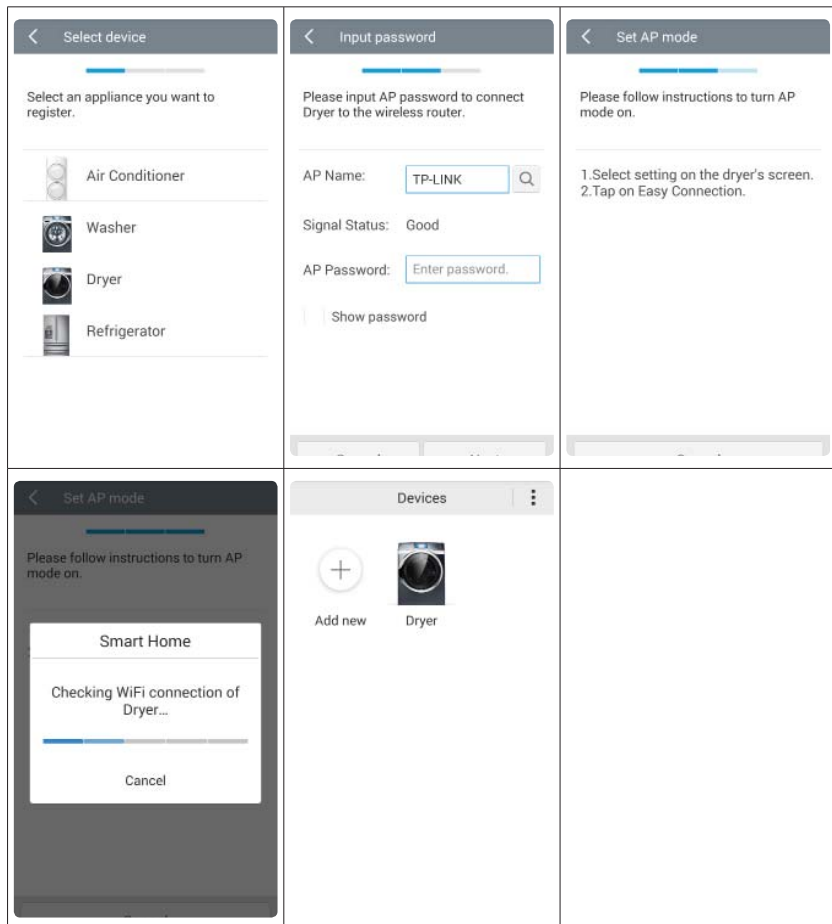 Select device
Select an appliance you want to
register.
Air Conditioner
Washer
Dryer
Refrigerator
Input password
Please input AP password to connect
Dryer to the wireless router.
AP Name: TP-LINK
Signal Status: Good
AP Password: Enter password.
Show password
Set AP mode
Please follow instructions to turn AP
mode on.
1.Select setting on the dryer's screen.
2.Tap on Easy Connection.
Set AP mode
Please follow instructions to turn AP
mode on.
Smart Home
Checking WiFi connection of
Dryer...
Cancel
Devices
Add new
Dryer